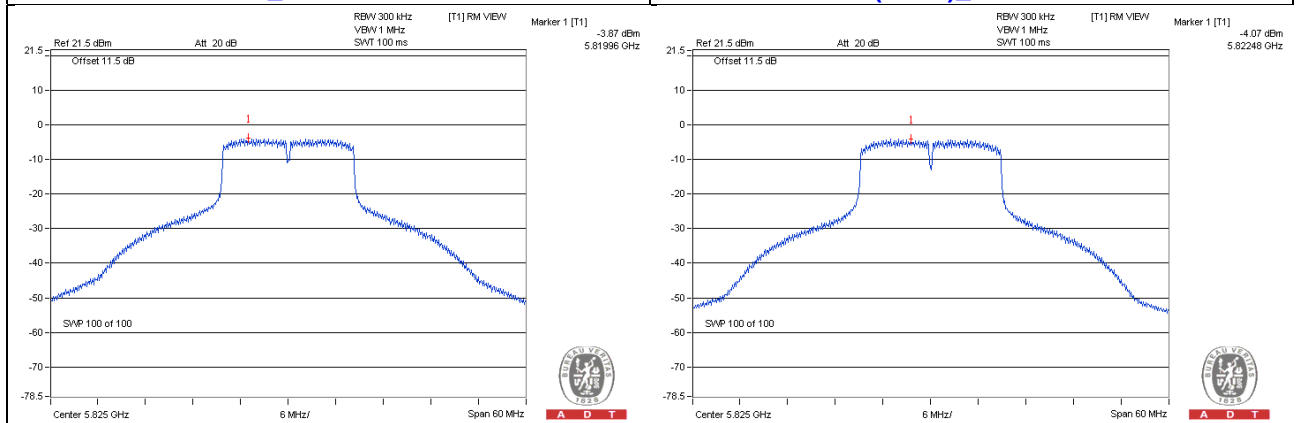 RBW 300 kHz [T1] RM VIEW
VBW 1 MHz
Ref 21.5 dBm Att 20 dB SWT 100 ms
Marker 1 [T1]
-3.87 dBm
5.81996 GHz
21.5
Offset 11.5 dB
10
0
1
-10
-20
-30
-40
-50
SWP 100 of 100
-60
-70
-78.5
Center 5.825 GHz 6 MHz/ Span 60 MHz
BUREAU VERITAS
1828
A D T
RBW 300 kHz [T1] RM VIEW
VBW 1 MHz
Ref 21.5 dBm Att 20 dB SWT 100 ms
Marker 1 [T1]
-4.07 dBm
5.82248 GHz
21.5
Offset 11.5 dB
10
0
1
-10
-20
-30
-40
-50
SWP 100 of 100
-60
-70
-78.5
Center 5.825 GHz 6 MHz/ Span 60 MHz
BUREAU VERITAS
1828
A D T